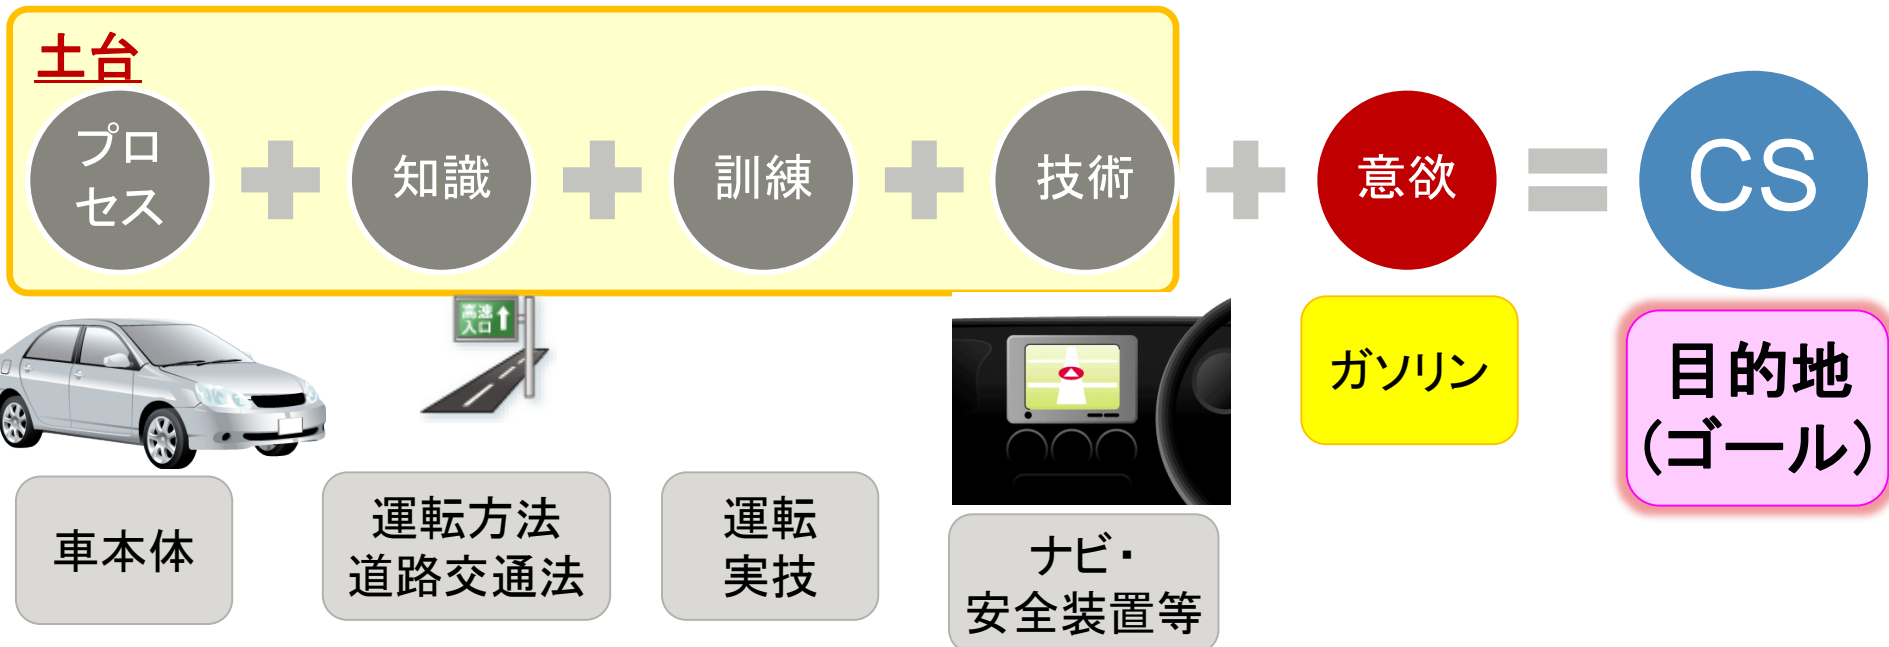 土台
プロ
セス
知識
訓練
技術
意欲
CS
高速
入口
車本体
運転方法
道路交通法
運転
実技
ナビ・
安全装置等
ガソリン
目的地
(ゴール)